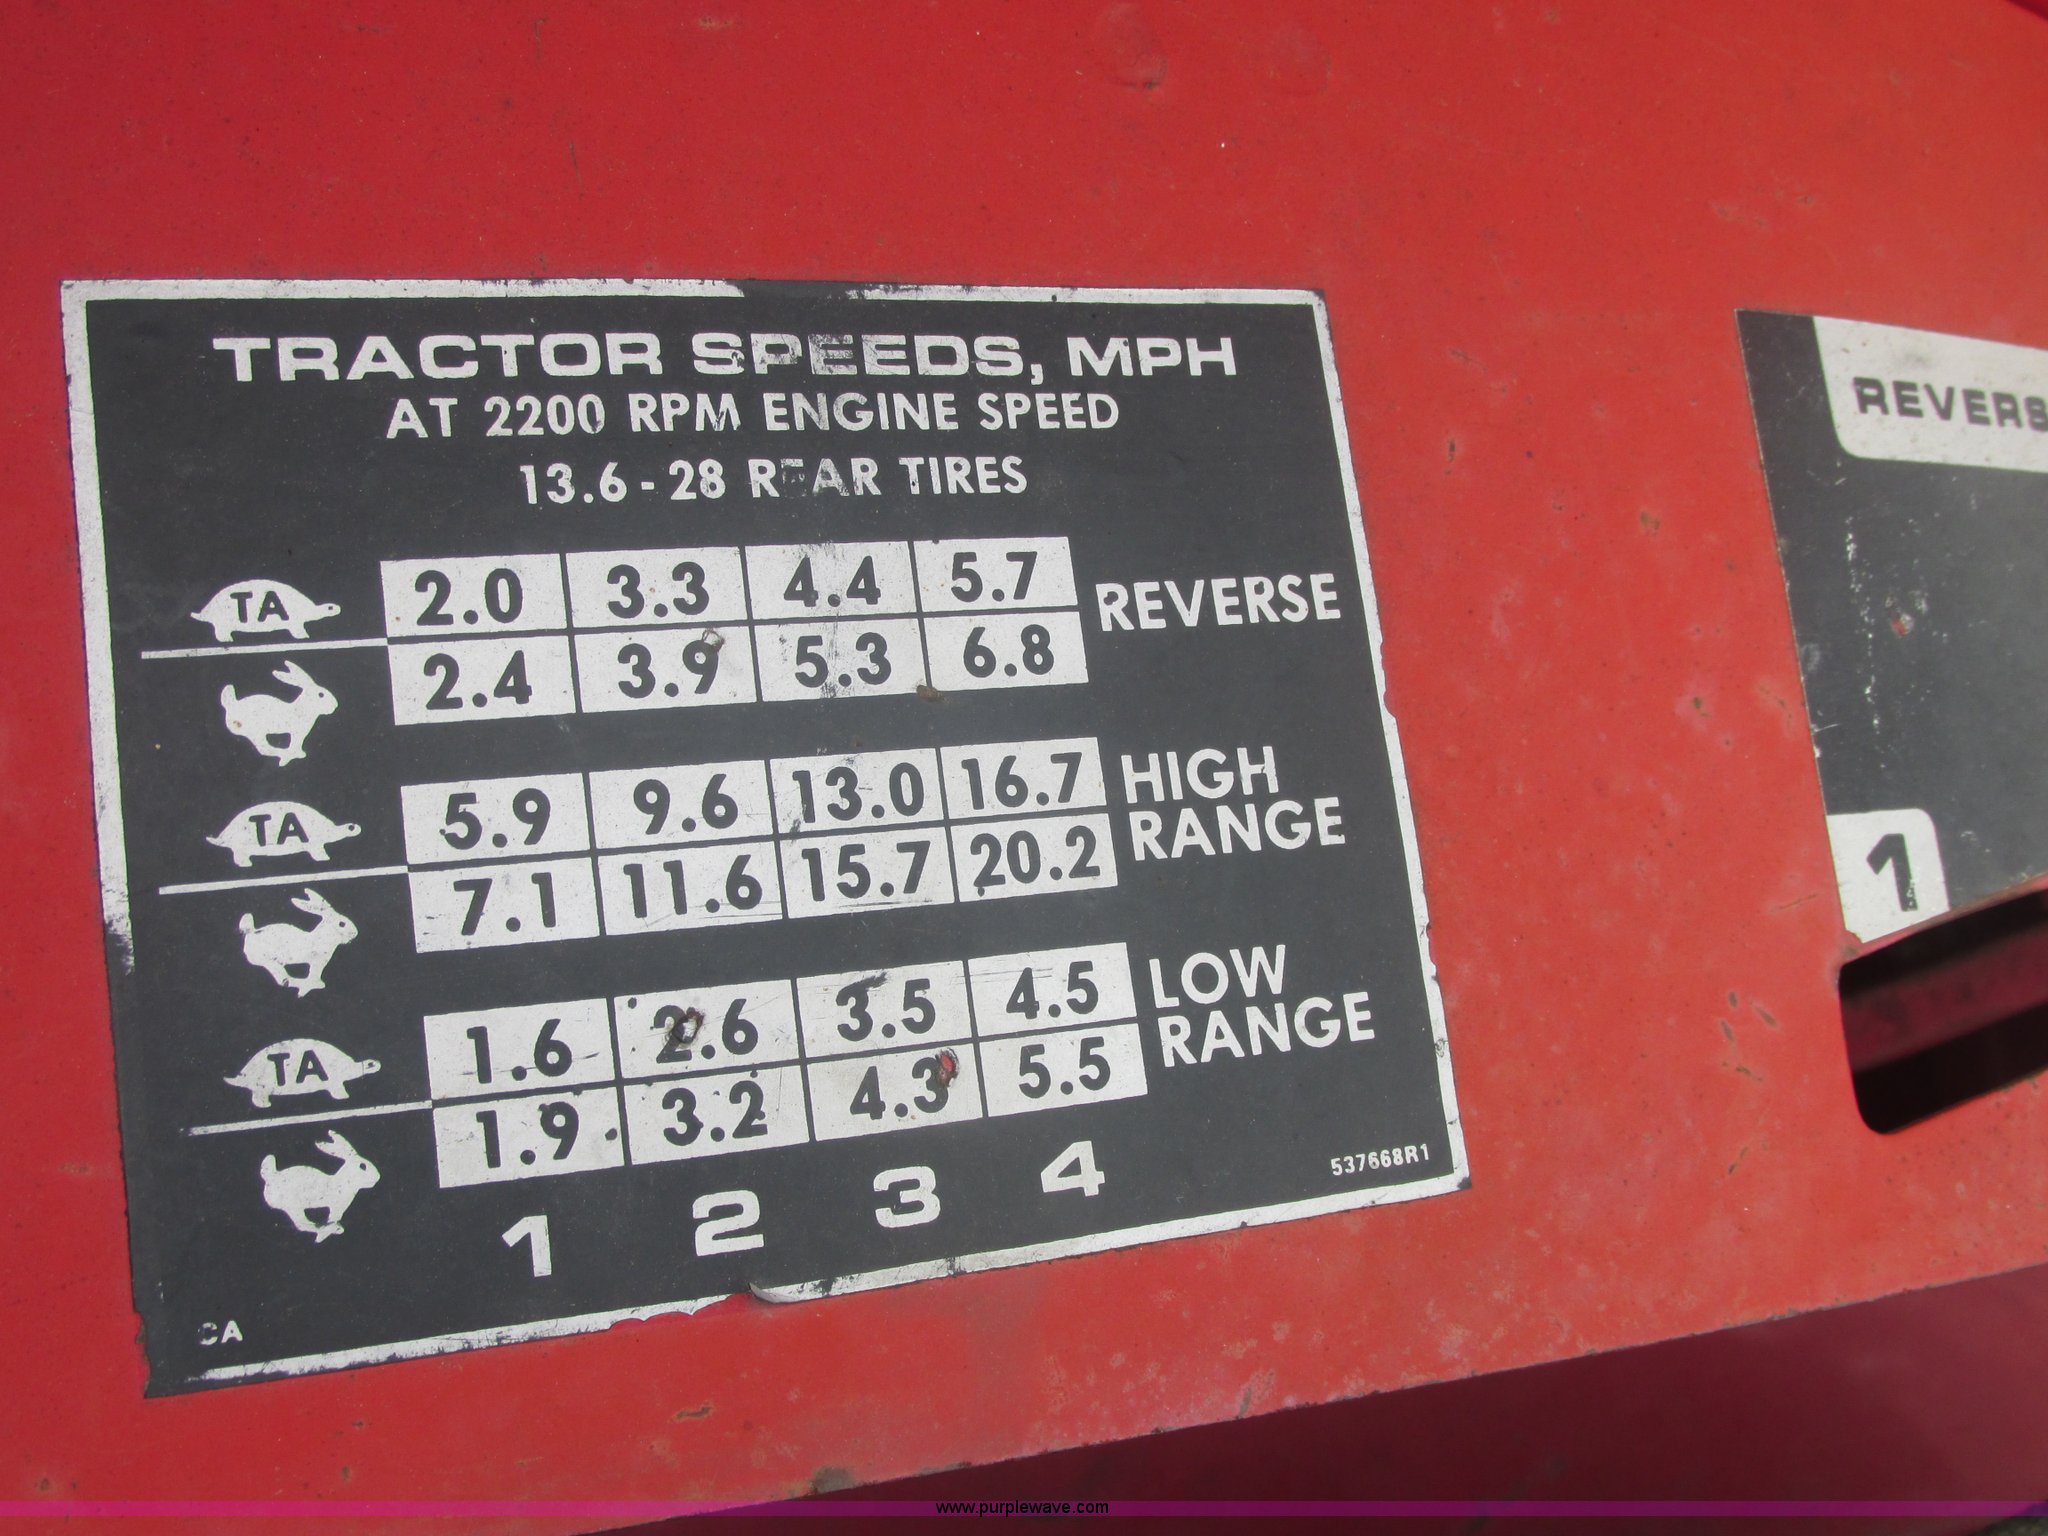 TRACTOR SPEEDS, MPH
AT 2200 RPM ENGINE SPEED
13.6-28 REAR TIRES
TA 2.0 3.3 4.4 5.7 REVERSE
2.4 3.9 5.3 6.8
TA 5.9 9.6 13.0 16.7 HIGH RANGE
7.1 11.6 15.7 20.2
TA 1.6 2.6 3.5 4.5 LOW RANGE
1.9 3.2 4.3 5.5
1 2 3 4
537668R1
CA
REVERS
1
www.purplewave.com